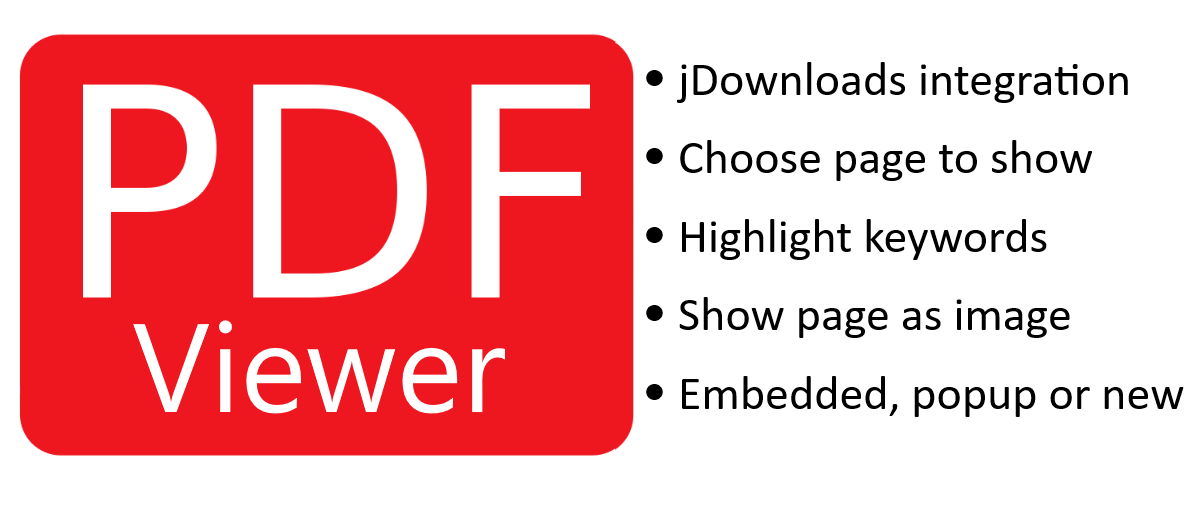 PDF
Viewer
• jDownloads integration
• Choose page to show
• Highlight keywords
• Show page as image
• Embedded, popup or new